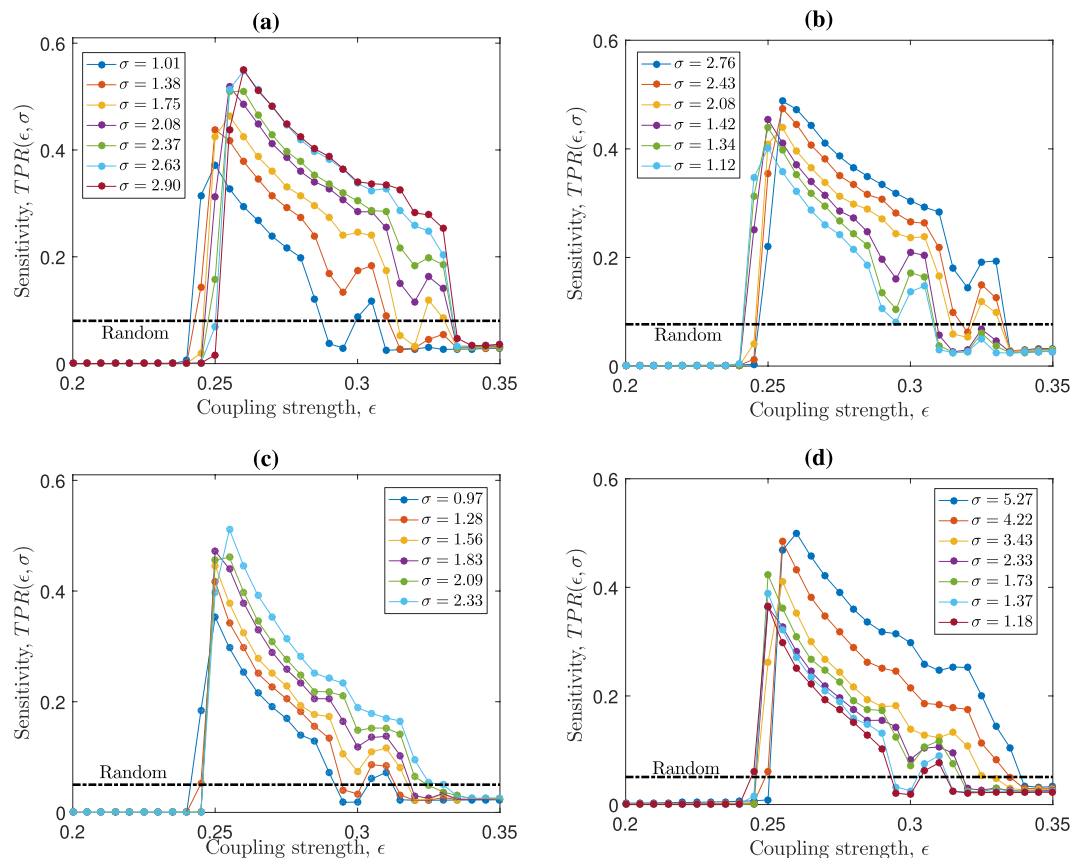 (a)
0.6
0.4
0.2
0
Sensitivity, TPR(ϵ, σ)
σ = 1.01
σ = 1.38
σ = 1.75
σ = 2.08
σ = 2.37
σ = 2.63
σ = 2.90
Random
0.2 0.25 0.3 0.35
Coupling strength, ϵ
(b)
0.6
0.4
0.2
0
Sensitivity, TPR(ϵ, σ)
σ = 2.76
σ = 2.43
σ = 2.08
σ = 1.42
σ = 1.34
σ = 1.12
Random
0.2 0.25 0.3 0.35
Coupling strength, ϵ
(c)
0.6
0.4
0.2
0
Sensitivity, TPR(ϵ, σ)
σ = 0.97
σ = 1.28
σ = 1.56
σ = 1.83
σ = 2.09
σ = 2.33
Random
0.2 0.25 0.3 0.35
Coupling strength, ϵ
(d)
0.6
0.4
0.2
0
Sensitivity, TPR(ϵ, σ)
σ = 5.27
σ = 4.22
σ = 3.43
σ = 2.33
σ = 1.73
σ = 1.37
σ = 1.18
Random
0.2 0.25 0.3 0.35
Coupling strength, ϵ